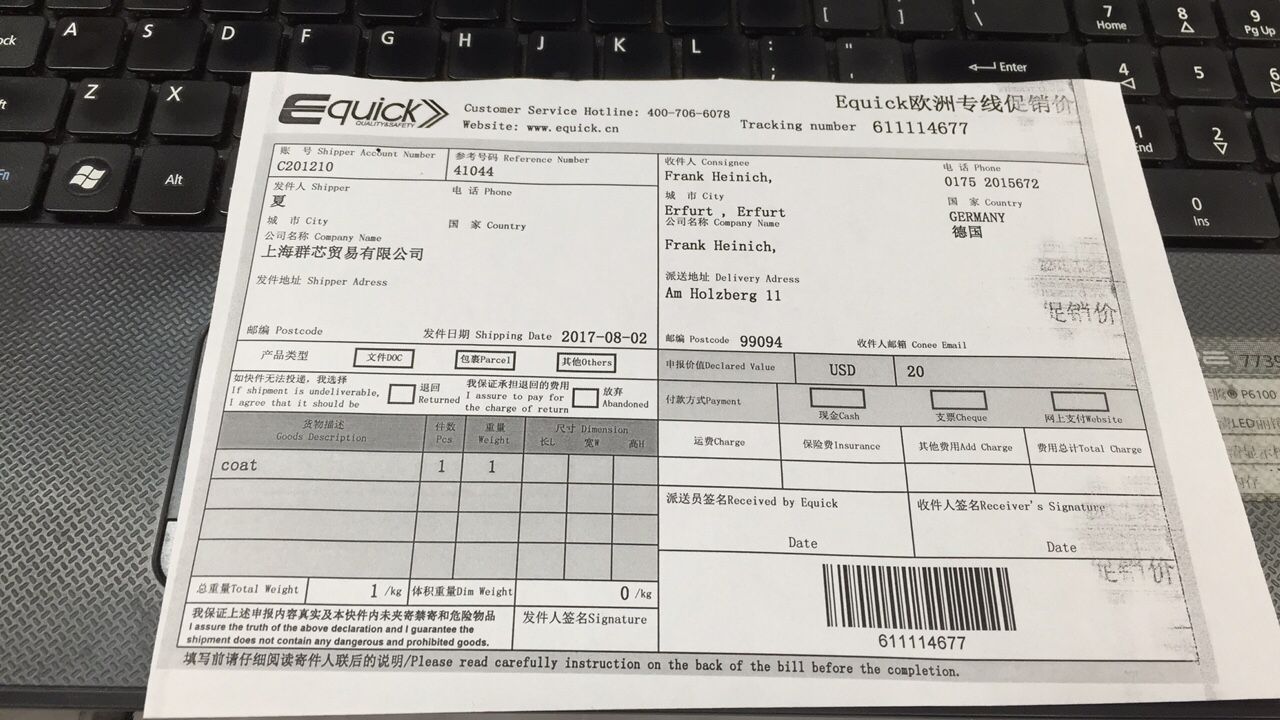 Equick
QUALITY&SAFETY
Customer Service Hotline: 400-706-6078
Website: www.equick.cn
Equick欧洲专线促销价
Tracking number 611114677
账 号 Shipper Account Number
C201210
参考号码 Reference Number
41044
发件人 Shipper
夏
电 话 Phone
城 市 City
国 家 Country
公司名称 Company Name
上海群芯贸易有限公司
发件地址 Shipper Adress
邮编 Postcode
发件日期 Shipping Date 2017-08-02
收件人 Consignee
Frank Heinich,
电 话 Phone
0175 2015672
城 市 City
Erfurt , Erfurt
国 家 Country
GERMANY
德国
公司名称 Company Name
Frank Heinich,
派送地址 Delivery Adress
Am Holzberg 11
促销价
邮编 Postcode 99094
收件人邮箱 Conee Email
产品类型
文件DOC
包裹Parcel
其他Others
如快件无法投递，我选择
If shipment is undeliverable,
I agree that it should be
退回
Returned
我保证承担退回的费用
I assure to pay for
the charge of return
放弃
Abandoned
申报价值Declared Value
USD
20
付款方式Payment
现金Cash
支票Cheque
网上支付Website
货物描述
Goods Description
件数
Pcs
重量
Weight
尺寸 Dimension
长L
宽W
高H
coat
1
1
运费Charge
保险费Insurance
其他费用Add Charge
费用总计Total Charge
派送员签名Received by Equick
Date
收件人签名Receiver's Signature
Date
总重量Total Weight
1 /kg
体积重量Dim Weight
0 /kg
我保证上述申报内容真实及本快件内未夹寄禁寄和危险物品
I assure the truth of the above declaration and I guarantee the
shipment does not contain any dangerous and prohibited goods.
发件人签名Signature
611114677
填写前请仔细阅读寄件人联后的说明/Please read carefully instruction on the back of the bill before the completion.
ock
A
S
D
F
G
H
J
K
L
:
;
"
'
[
]
\
Enter
7
Home
8
9
Pg Up
4
5
6
Z
X
1
End
2
Fn
Alt
0
Ins
P6100